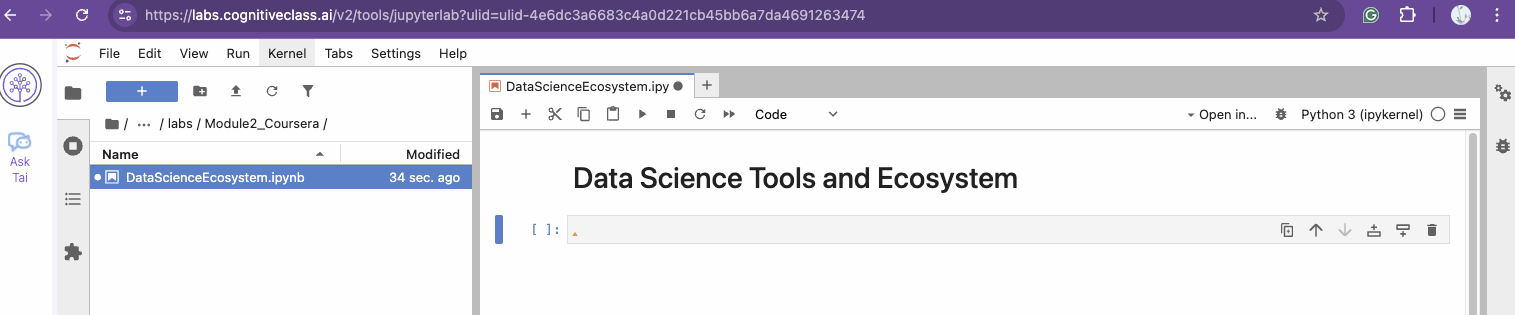 https://labs.cognitiveclass.ai/v2/tools/jupyterlab?ulid=ulid-4e6dc3a6683c4a0d221cb45bb6a7da4691263474
File Edit View Run Kernel Tabs Settings Help
+
DataScienceEcosystem.ipy +
Code Open in... Python 3 (ipykernel)
/ ... / labs / Module2_Coursera /
Name Modified
DataScienceEcosystem.ipynb 34 sec. ago
Ask
Tai
Data Science Tools and Ecosystem
[ ]: